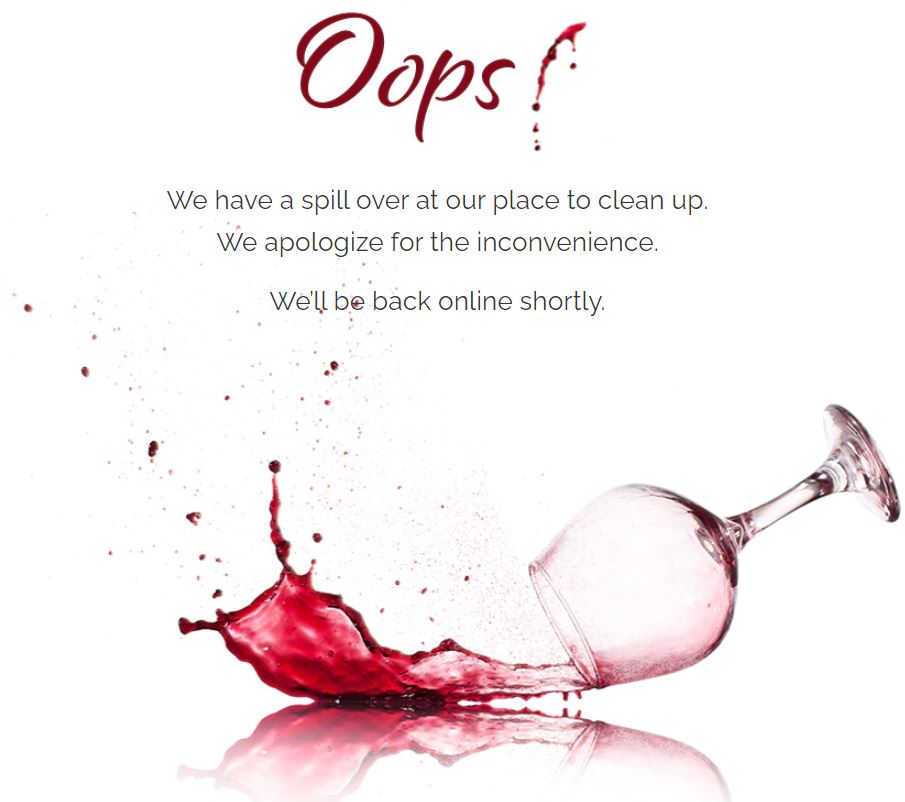 Oops!
We have a spill over at our place to clean up.
We apologize for the inconvenience.
We'll be back online shortly.